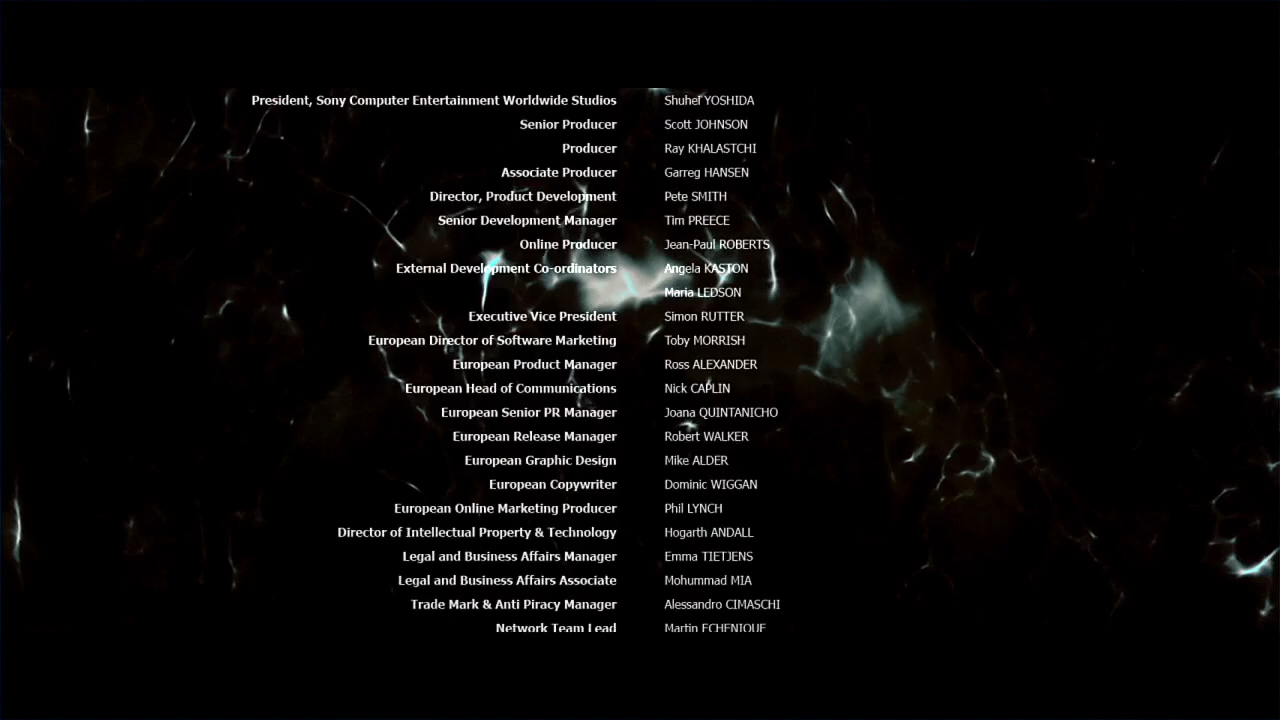 President, Sony Computer Entertainment Worldwide Studios Shuhei YOSHIDA
Senior Producer Scott JOHNSON
Producer Ray KHALASTCHI
Associate Producer Garreg HANSEN
Director, Product Development Pete SMITH
Senior Development Manager Tim PREECE
Online Producer Jean-Paul ROBERTS
External Development Co-ordinators Angela KASTON
Maria LEDSON
Executive Vice President Simon RUTTER
European Director of Software Marketing Toby MORRISH
European Product Manager Ross ALEXANDER
European Head of Communications Nick CAPLIN
European Senior PR Manager Joana QUINTANICHO
European Release Manager Robert WALKER
European Graphic Design Mike ALDER
European Copywriter Dominic WIGGAN
European Online Marketing Producer Phil LYNCH
Director of Intellectual Property & Technology Hogarth ANDALL
Legal and Business Affairs Manager Emma TIETJENS
Legal and Business Affairs Associate Mohummad MIA
Trade Mark & Anti Piracy Manager Alessandro CIMASCHI
Network Team Lead Martin ECHENIQUE